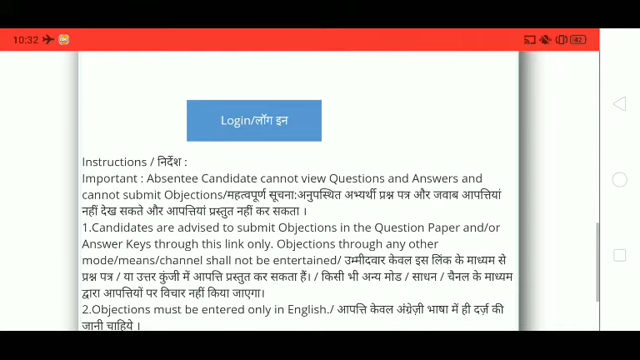 10:32
42
Login/लॉग इन
Instructions / निर्देश :
Important : Absentee Candidate cannot view Questions and Answers and
cannot submit Objections/महत्वपूर्ण सूचना:अनुपस्थित अभ्यर्थी प्रश्न पत्र और जवाब आपत्तियां
नहीं देख सकते और आपत्तियां प्रस्तुत नहीं कर सकता ।
1.Candidates are advised to submit Objections in the Question Paper and/or
Answer Keys through this link only. Objections through any other
mode/means/channel shall not be entertained/ उम्मीदवार केवल इस लिंक के माध्यम से
प्रश्न पत्र / या उत्तर कुंजी में आपत्ति प्रस्तुत कर सकता हैं। / किसी भी अन्य मोड / साधन / चैनल के माध्यम
द्वारा आपत्तियों पर विचार नहीं किया जाएगा।
2.Objections must be entered only in English./ आपत्ति केवल अंग्रेज़ी भाषा में ही दर्ज़ की
जानी चाहिये ।